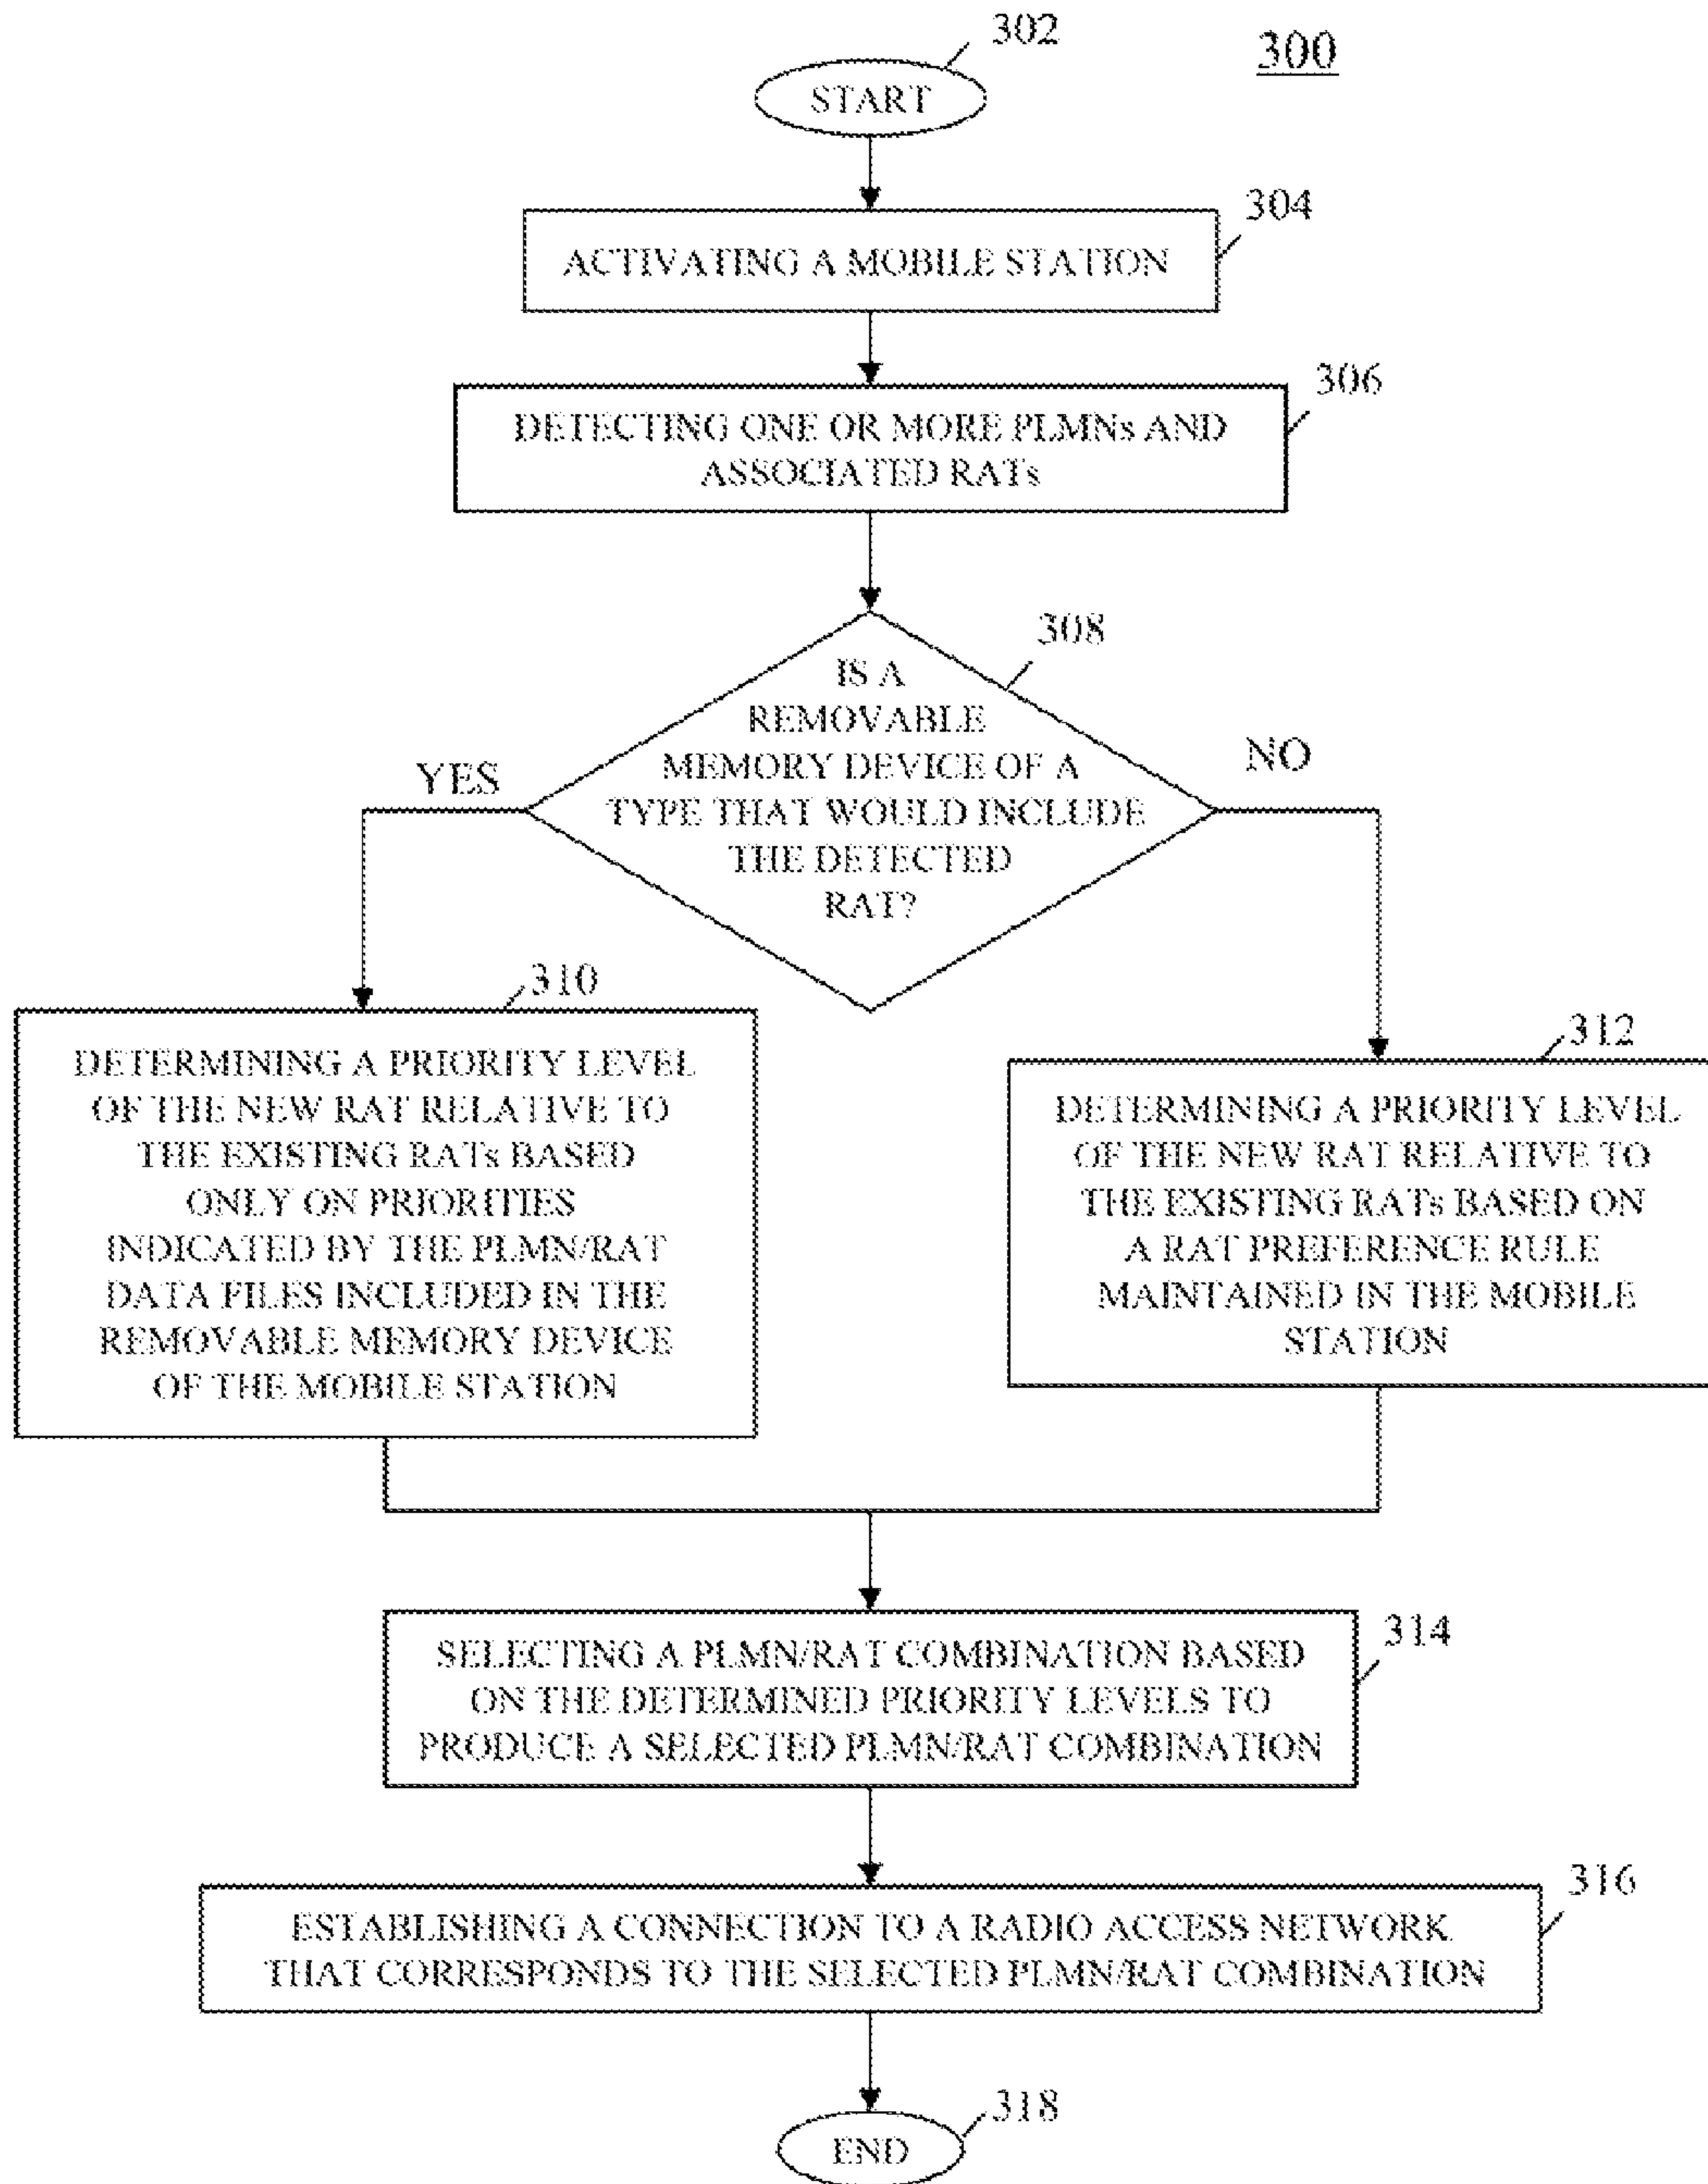 300
302
START
304
ACTIVATING A MOBILE STATION
306
DETECTING ONE OR MORE PLMNs AND
ASSOCIATED RATs
308
IS A
REMOVABLE
MEMORY DEVICE OF A
TYPE THAT WOULD INCLUDE
THE DETECTED
RAT?
YES
NO
310
DETERMINING A PRIORITY LEVEL
OF THE NEW RAT RELATIVE TO
THE EXISTING RATs BASED
ONLY ON PRIORITIES
INDICATED BY THE PLMN/RAT
DATA FILES INCLUDED IN THE
REMOVABLE MEMORY DEVICE
OF THE MOBILE STATION
312
DETERMINING A PRIORITY LEVEL
OF THE NEW RAT RELATIVE TO
THE EXISTING RATs BASED ON
A RAT PREFERENCE RULE
MAINTAINED IN THE MOBILE
STATION
314
SELECTING A PLMN/RAT COMBINATION BASED
ON THE DETERMINED PRIORITY LEVELS TO
PRODUCE A SELECTED PLMN/RAT COMBINATION
316
ESTABLISHING A CONNECTION TO A RADIO ACCESS NETWORK
THAT CORRESPONDS TO THE SELECTED PLMN/RAT COMBINATION
318
END